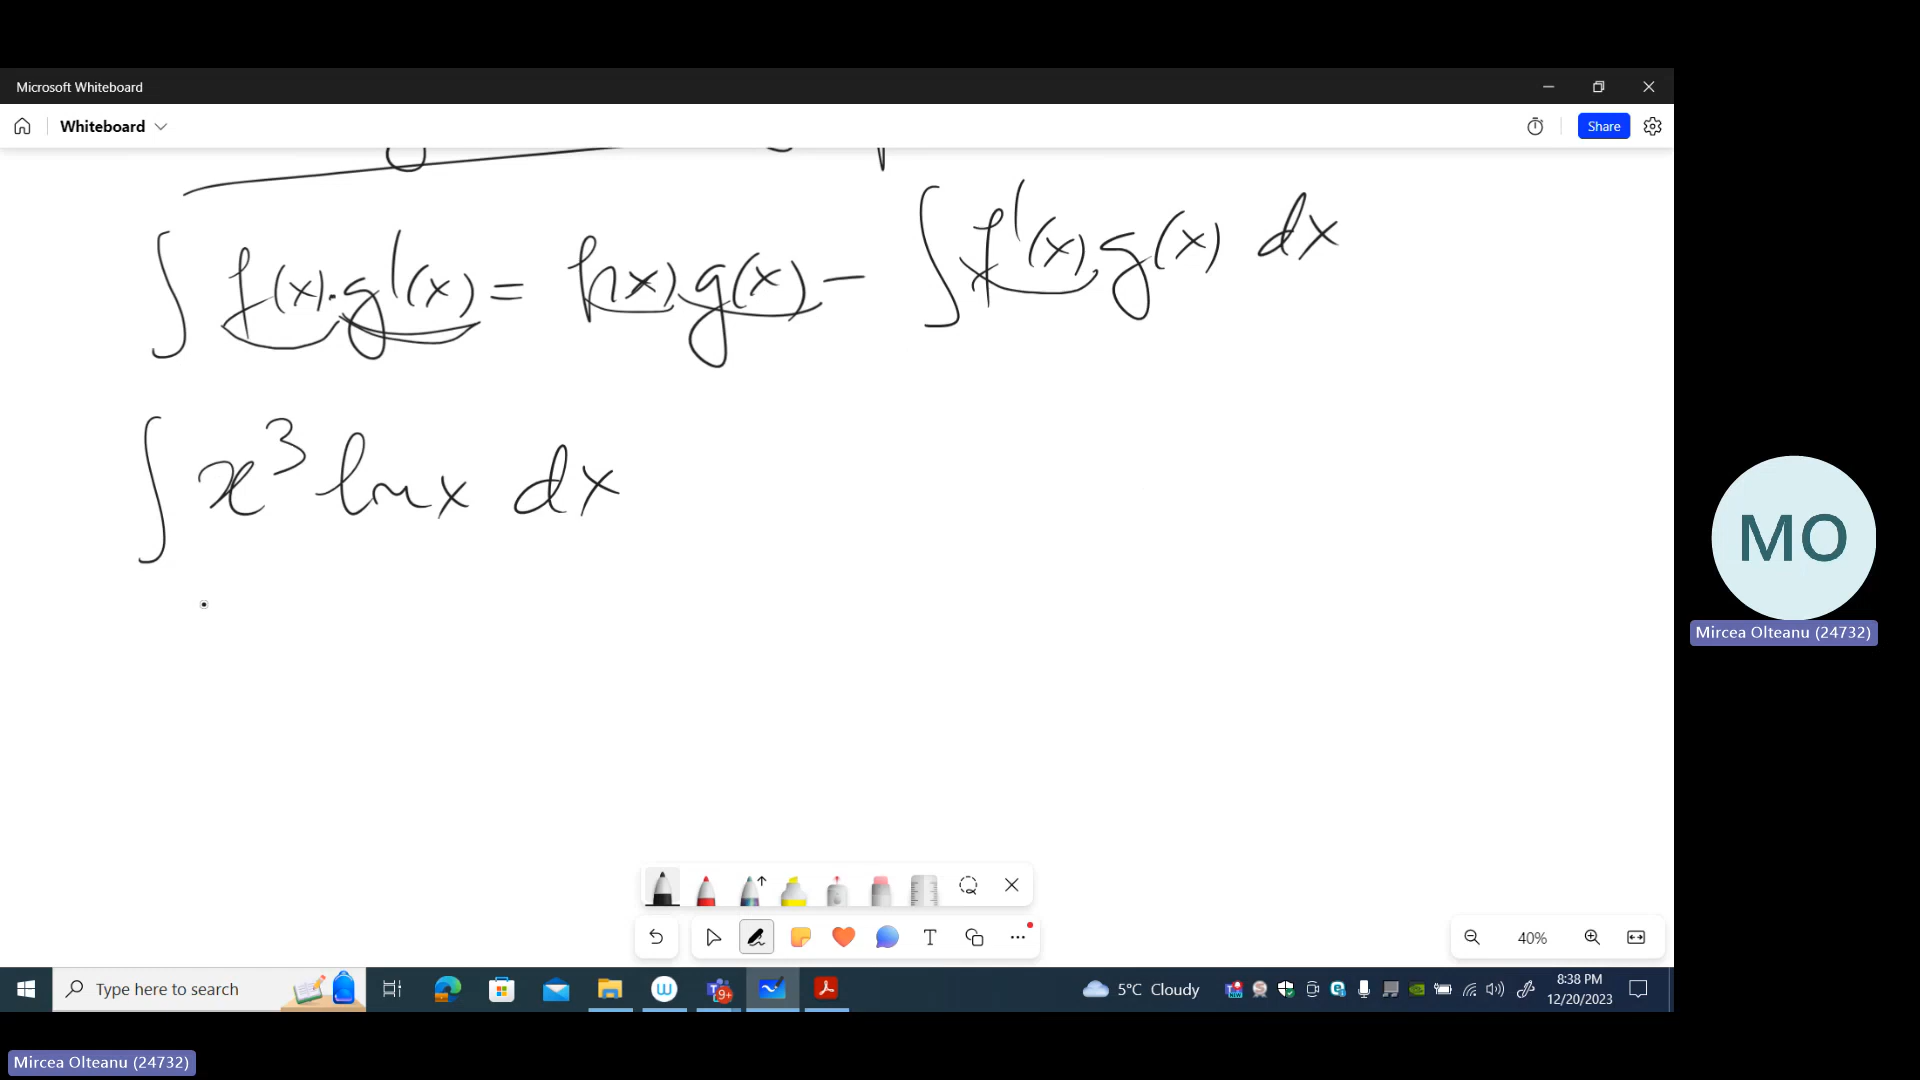 Microsoft Whiteboard
Whiteboard
Share
∫ f(x)·g'(x) = f(x)·g(x) − ∫ f'(x)·g(x) dx
∫ x³ ln x dx
MO
Mircea Olteanu (24732)
T
40%
Type here to search
W
9+
5°C Cloudy
8:38 PM
12/20/2023
Mircea Olteanu (24732)